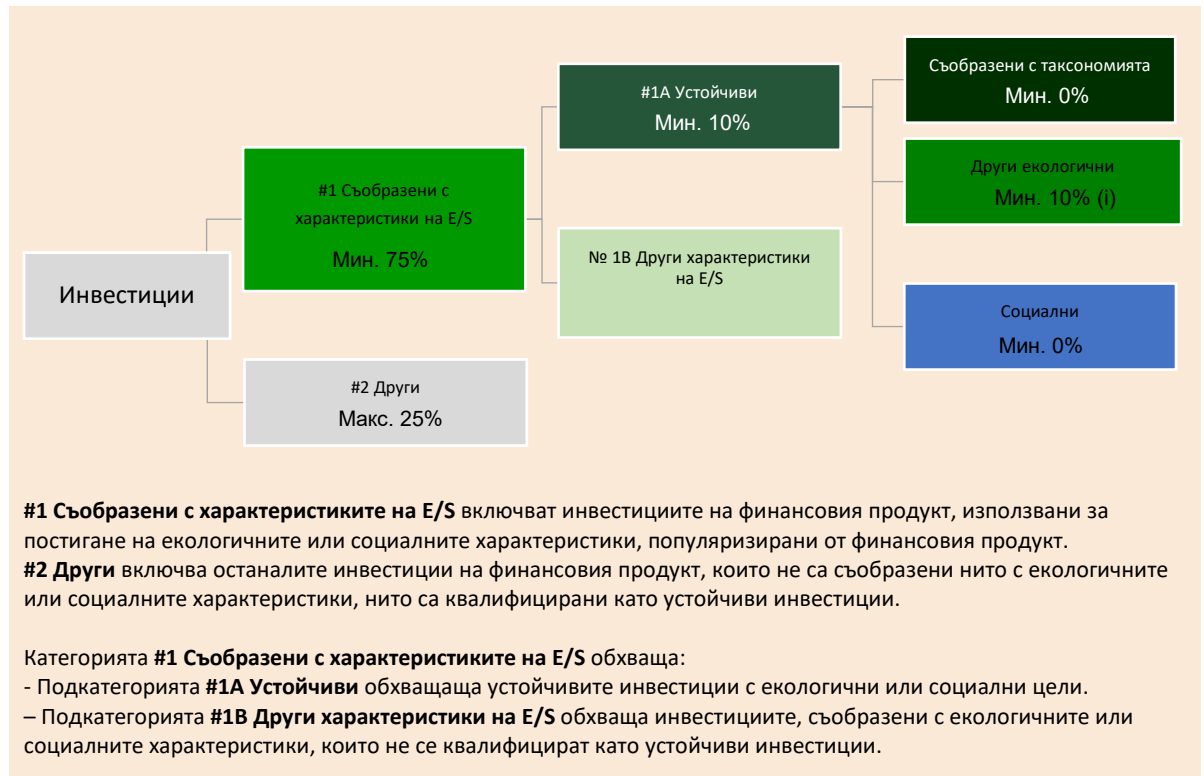 Инвестиции
#1 Съобразени с
характеристики на E/S
Мин. 75%
#2 Други
Макс. 25%
#1A Устойчиви
Мин. 10%
№ 1B Други характеристики
на E/S
Съобразени с таксономията
Мин. 0%
Други екологични
Мин. 10% (i)
Социални
Мин. 0%
#1 Съобразени с характеристиките на E/S включват инвестициите на финансовия продукт, използвани за
постигане на екологичните или социалните характеристики, популяризирани от финансовия продукт.
#2 Други включва останалите инвестиции на финансовия продукт, които не са съобразени нито с екологичните
или социалните характеристики, нито са квалифицирани като устойчиви инвестиции.
Категорията #1 Съобразени с характеристиките на E/S обхваща:
- Подкатегорията #1A Устойчиви обхващаща устойчивите инвестиции с екологични или социални цели.
– Подкатегорията #1B Други характеристики на E/S обхваща инвестициите, съобразени с екологичните или
социалните характеристики, които не се квалифицират като устойчиви инвестиции.